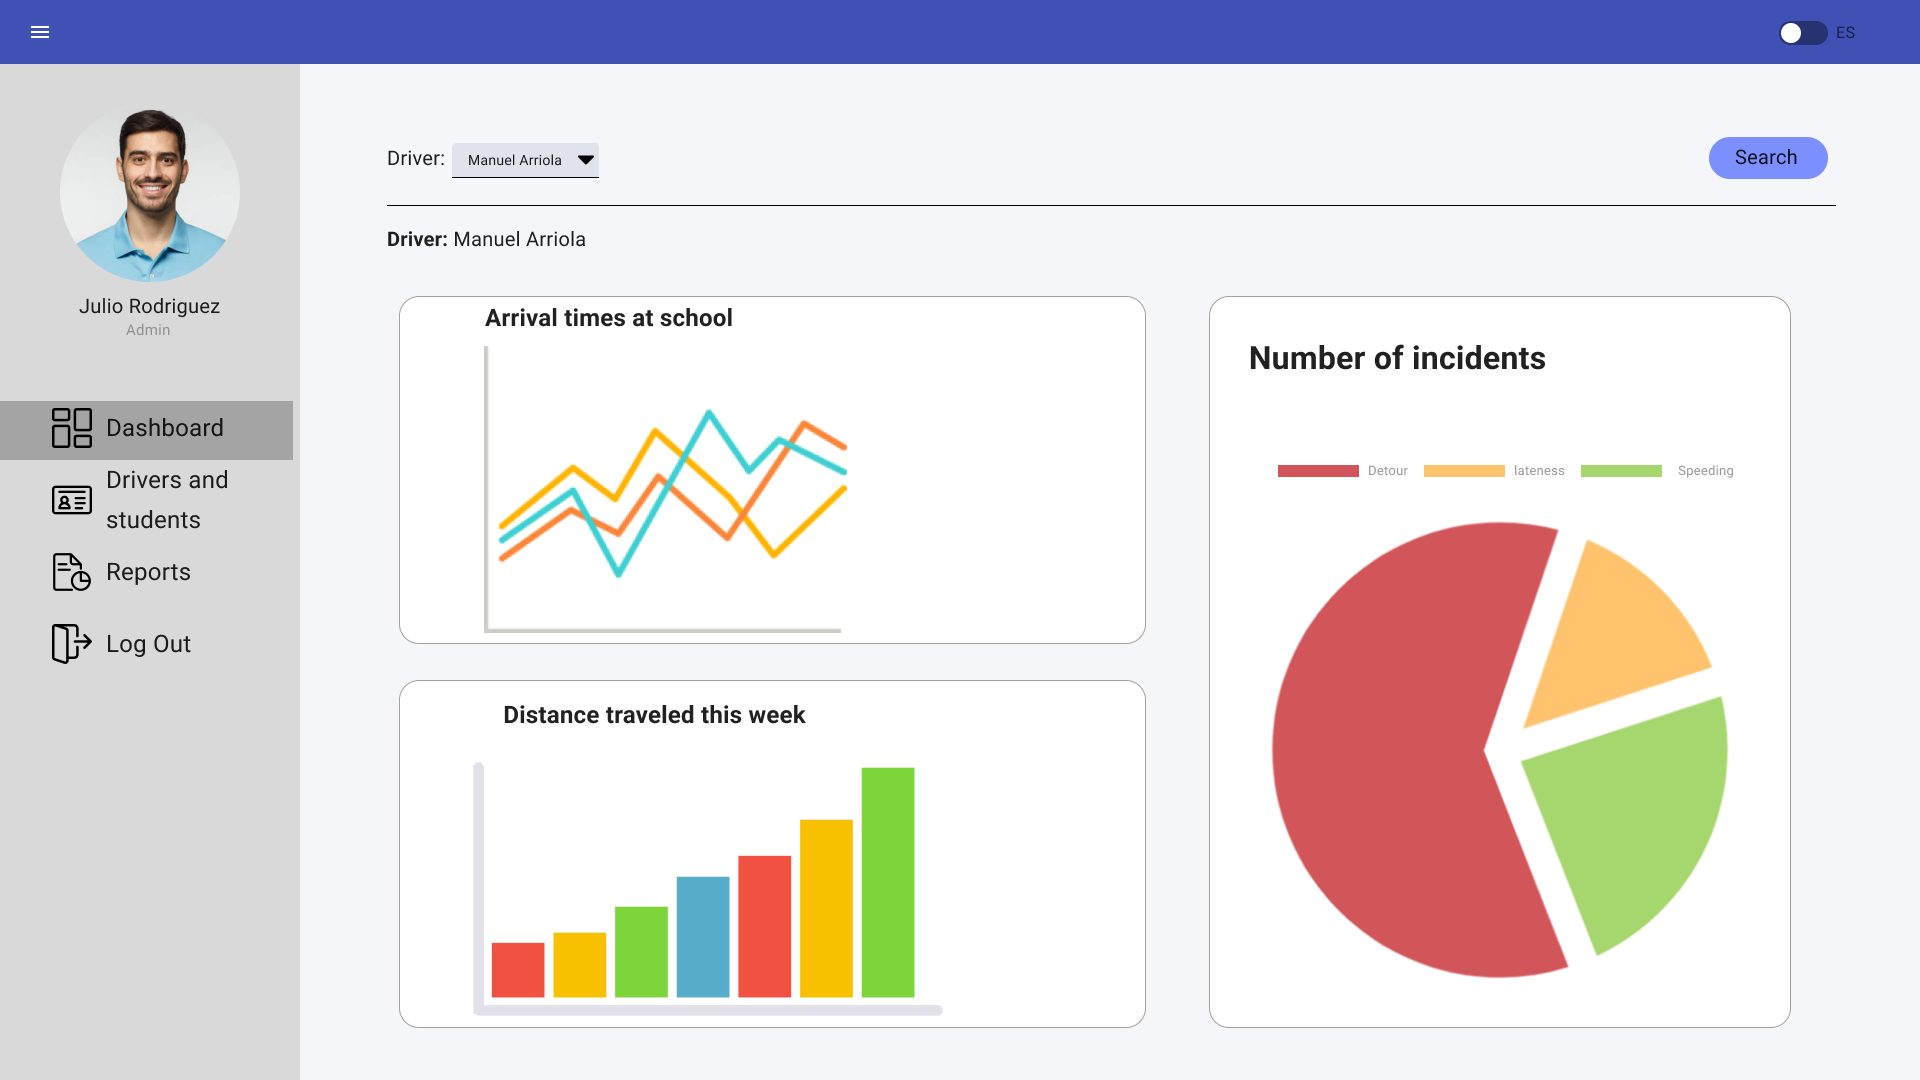 ES
Julio Rodriguez
Admin
Dashboard
Drivers and
students
Reports
Log Out
Driver: Manuel Arriola
Search
Driver: Manuel Arriola
Arrival times at school
Distance traveled this week
Number of incidents
Detour lateness Speeding